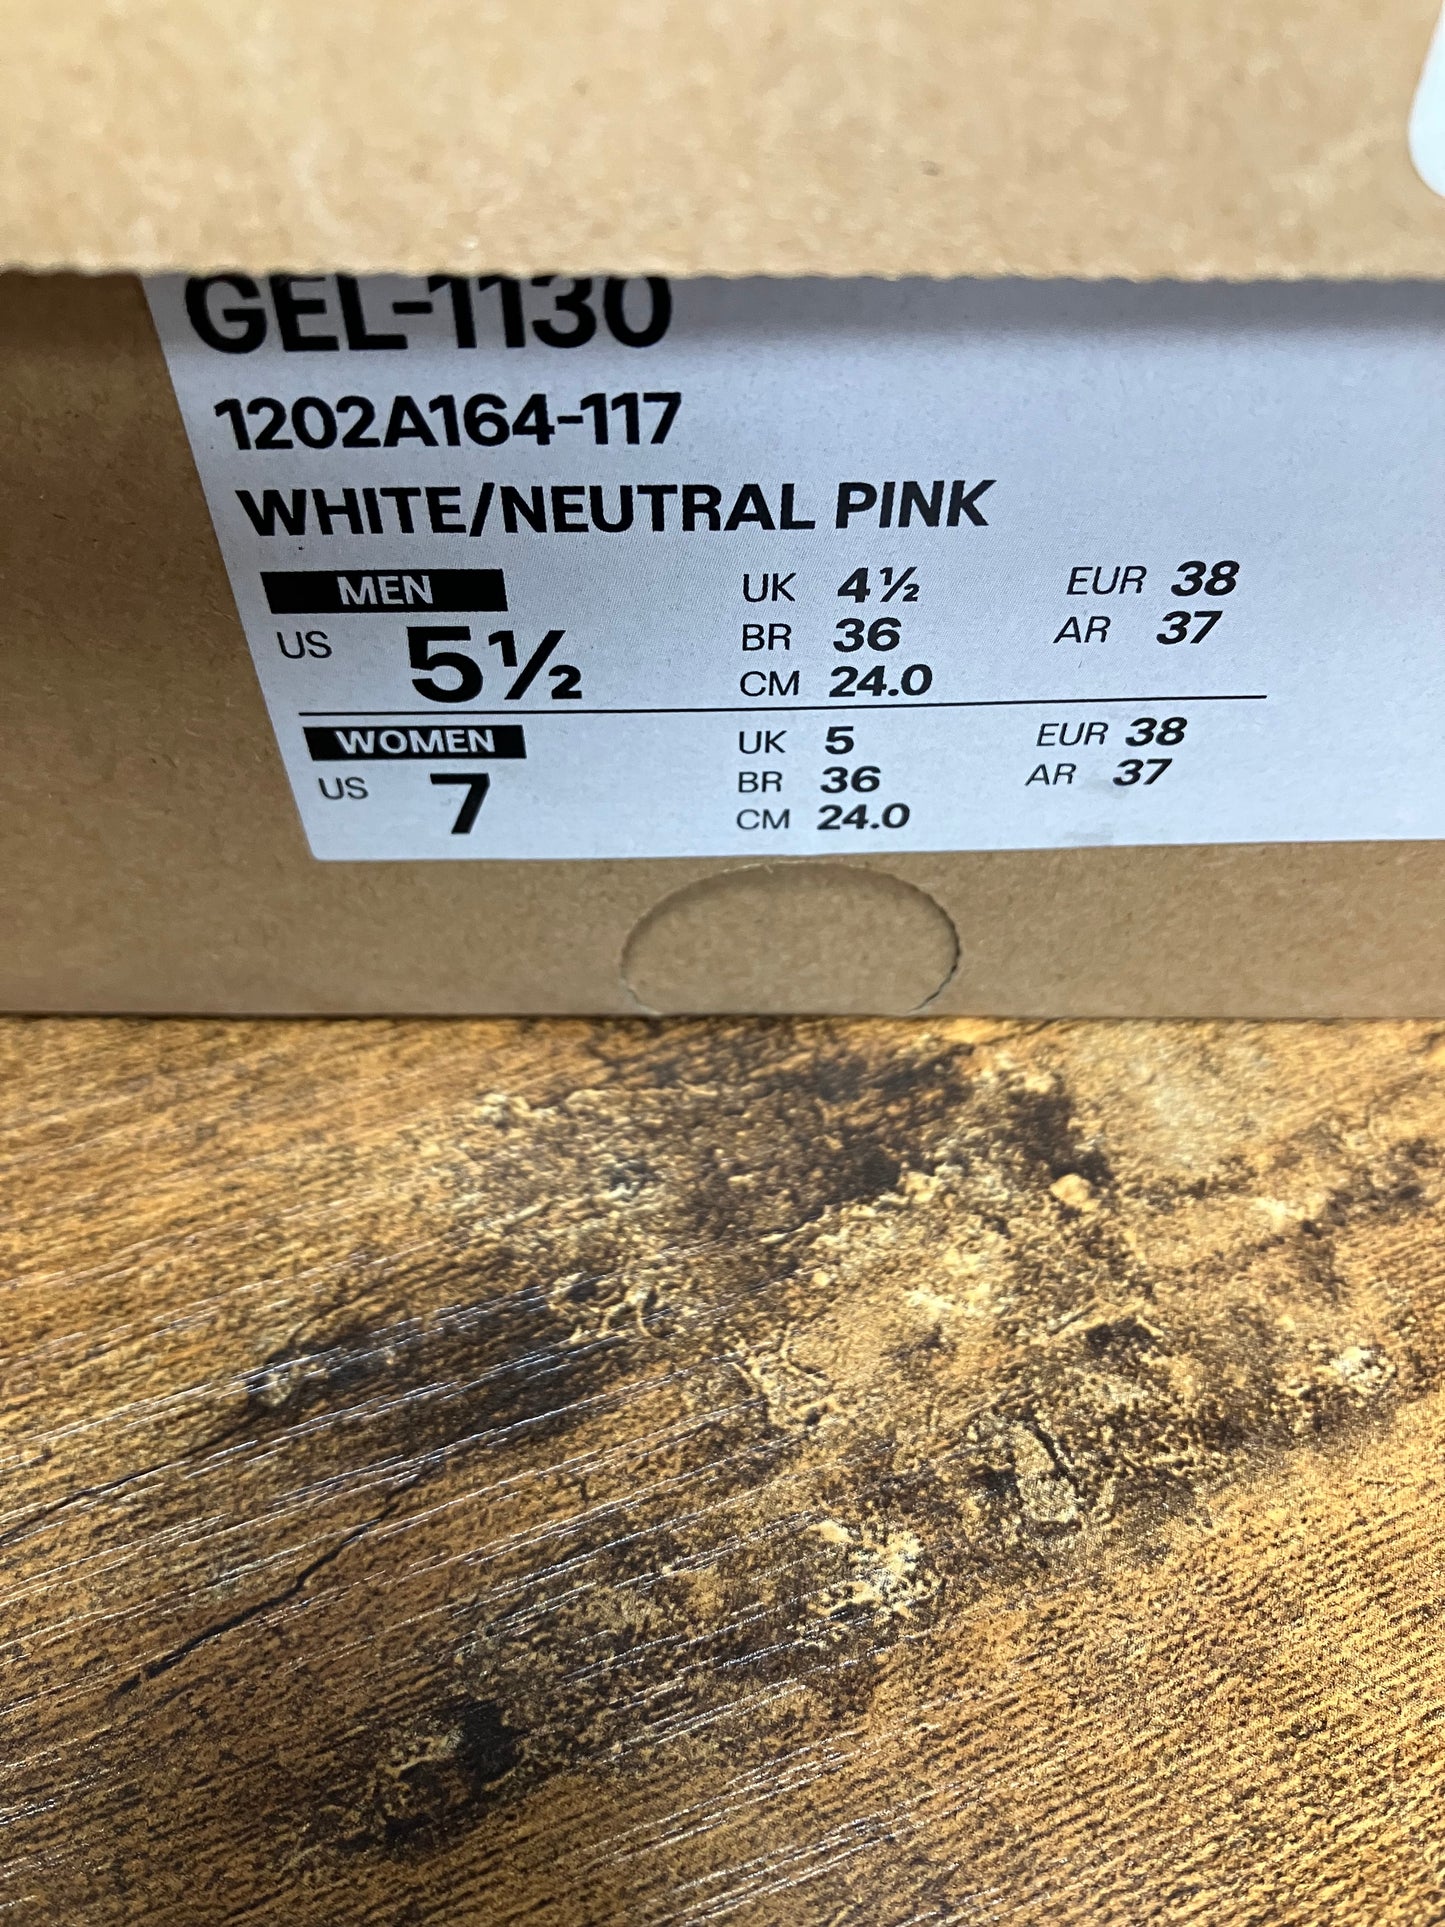 GEL-1130
1202A164-117
WHITE/NEUTRAL PINK
MEN
US 5½
UK 4½ EUR 38
BR 36 AR 37
CM 24.0
WOMEN
US 7
UK 5 EUR 38
BR 36 AR 37
CM 24.0